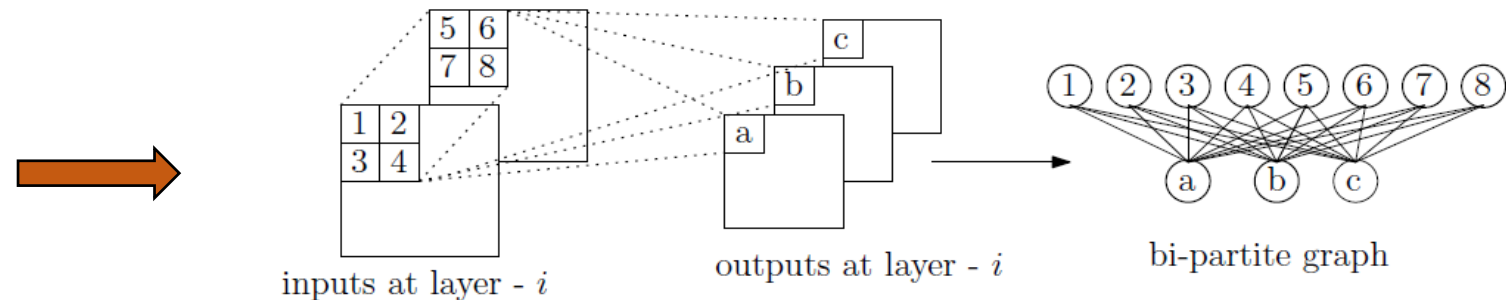 5 6
7 8
1 2
3 4
inputs at layer - i
c
b
a
outputs at layer - i
1 2 3 4 5 6 7 8
a b c
bi-partite graph